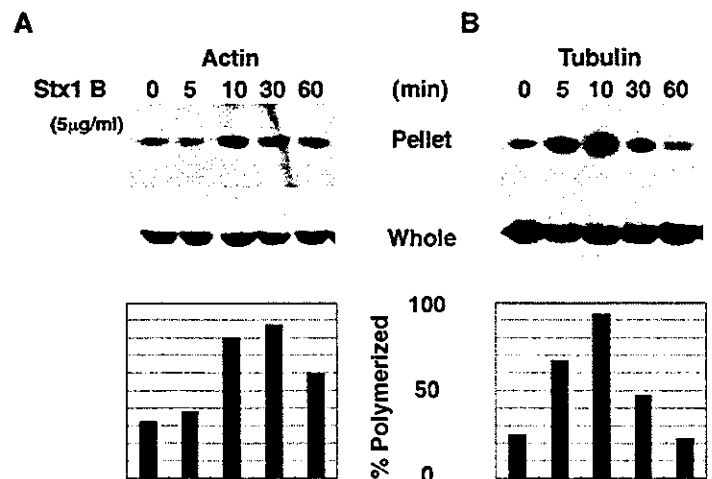 A
B
Actin
Tubulin
Stx1 B 0 5 10 30 60 (min) 0 5 10 30 60
(5μg/ml)
Pellet
Whole
100
50
0
% Polymerized